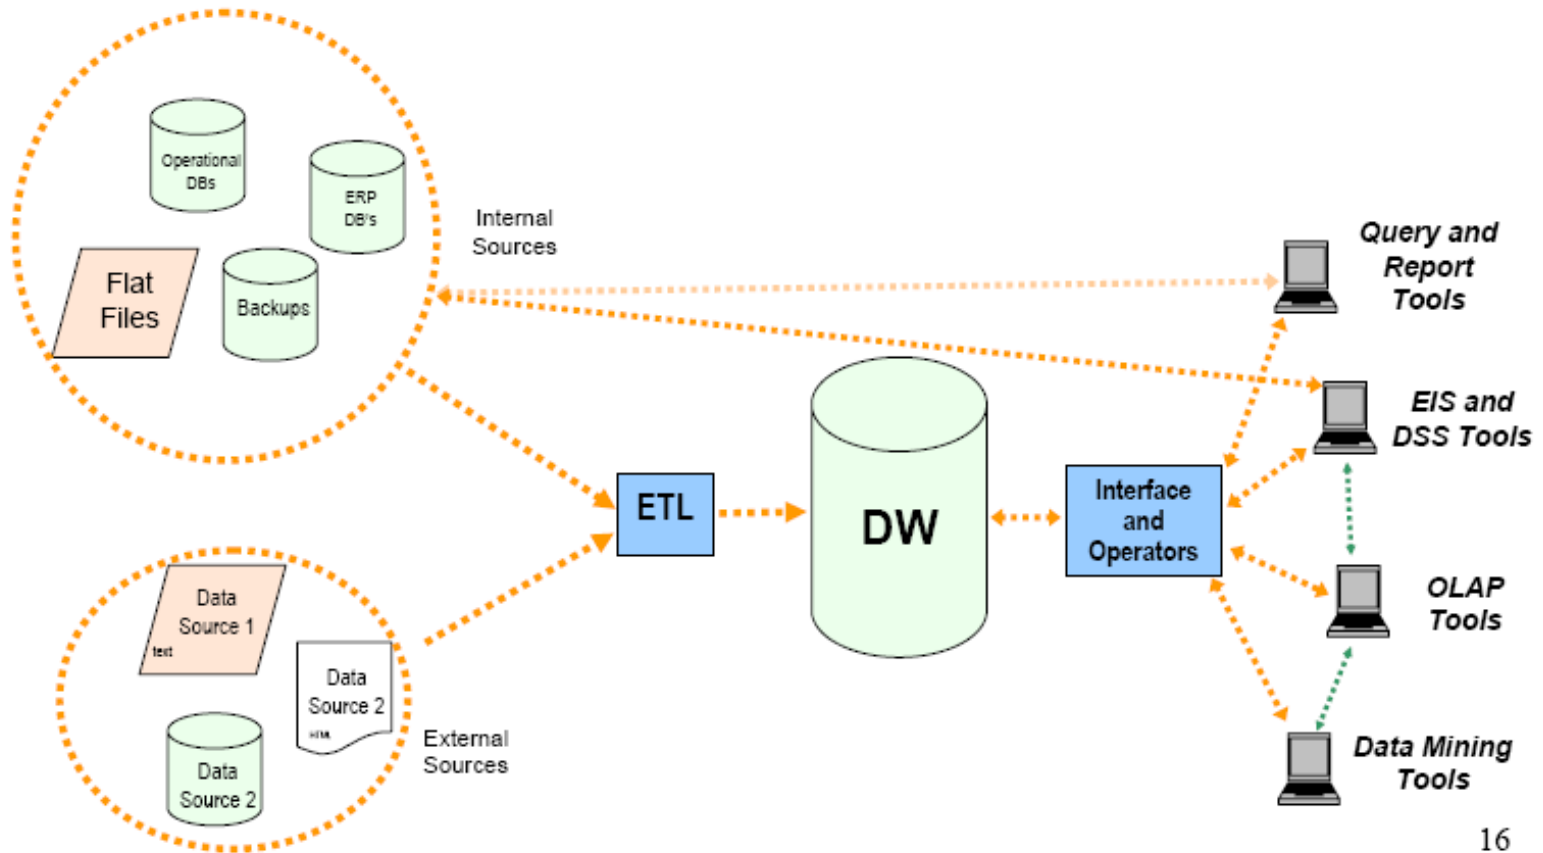 Operational
DBs
ERP
DB's
Flat
Files
Backups
Internal
Sources
Query and
Report
Tools
EIS and
DSS Tools
ETL
DW
Interface
and
Operators
OLAP
Tools
Data
Source 1
text
Data
Source 2
HTML
Data
Source 2
External
Sources
Data Mining
Tools
16